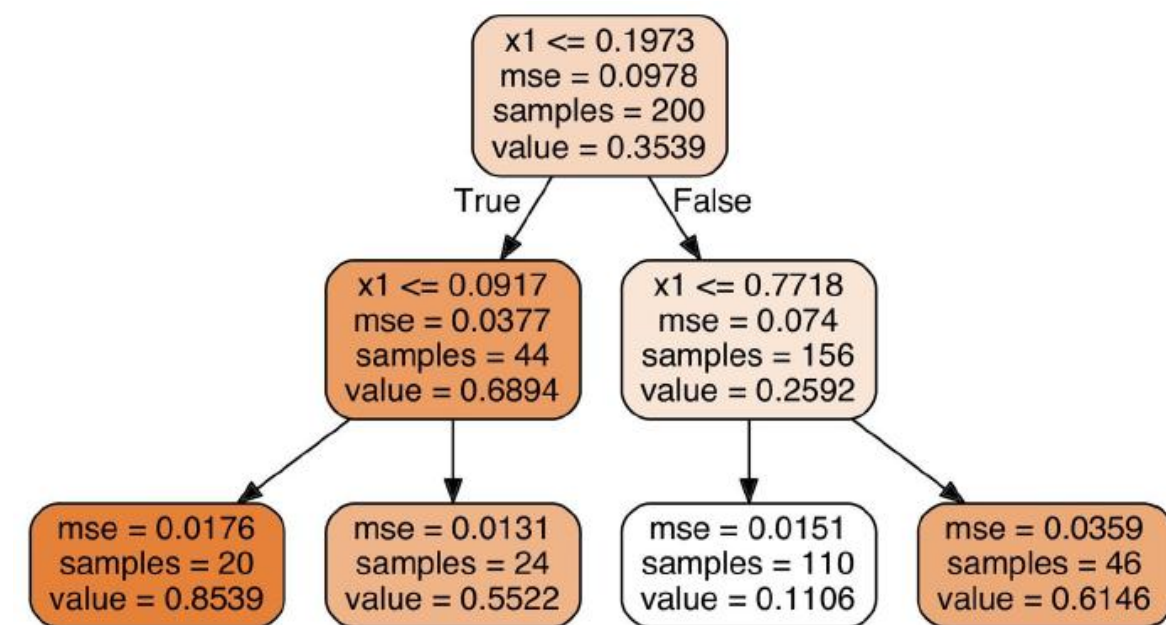 x1 <= 0.1973
mse = 0.0978
samples = 200
value = 0.3539
True
False
x1 <= 0.0917
mse = 0.0377
samples = 44
value = 0.6894
x1 <= 0.7718
mse = 0.074
samples = 156
value = 0.2592
mse = 0.0176
samples = 20
value = 0.8539
mse = 0.0131
samples = 24
value = 0.5522
mse = 0.0151
samples = 110
value = 0.1106
mse = 0.0359
samples = 46
value = 0.6146